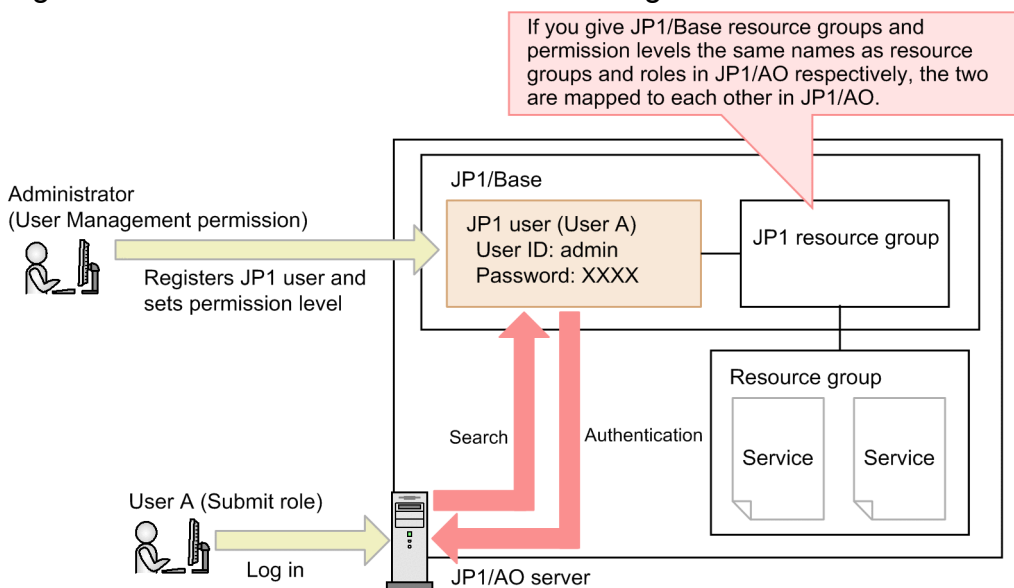 If you give JP1/Base resource groups and
permission levels the same names as resource
groups and roles in JP1/AO respectively, the two
are mapped to each other in JP1/AO.
JP1/Base
Administrator
(User Management permission)
JP1 user (User A)
User ID: admin
Password: XXXX
JP1 resource group
Registers JP1 user and
sets permission level
Resource group
Search
Authentication
Service
Service
User A (Submit role)
Log in
JP1/AO server